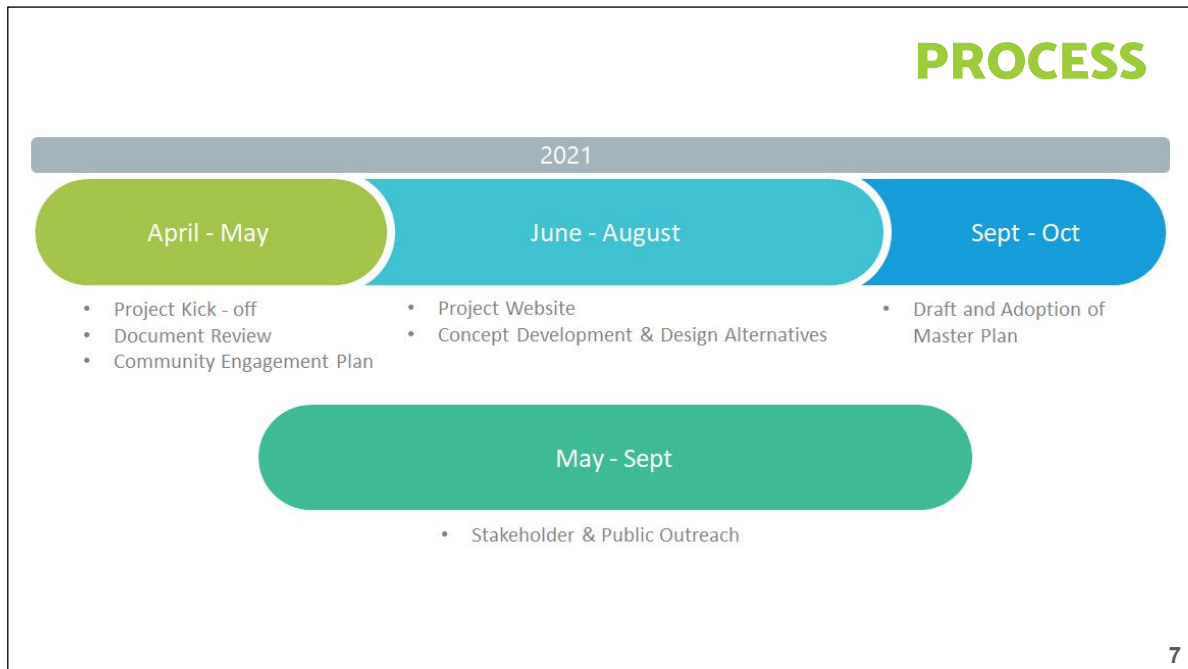 PROCESS
2021
April - May
June - August
Sept - Oct
• Project Kick - off
• Document Review
• Community Engagement Plan
• Project Website
• Concept Development & Design Alternatives
• Draft and Adoption of
Master Plan
May - Sept
• Stakeholder & Public Outreach
7